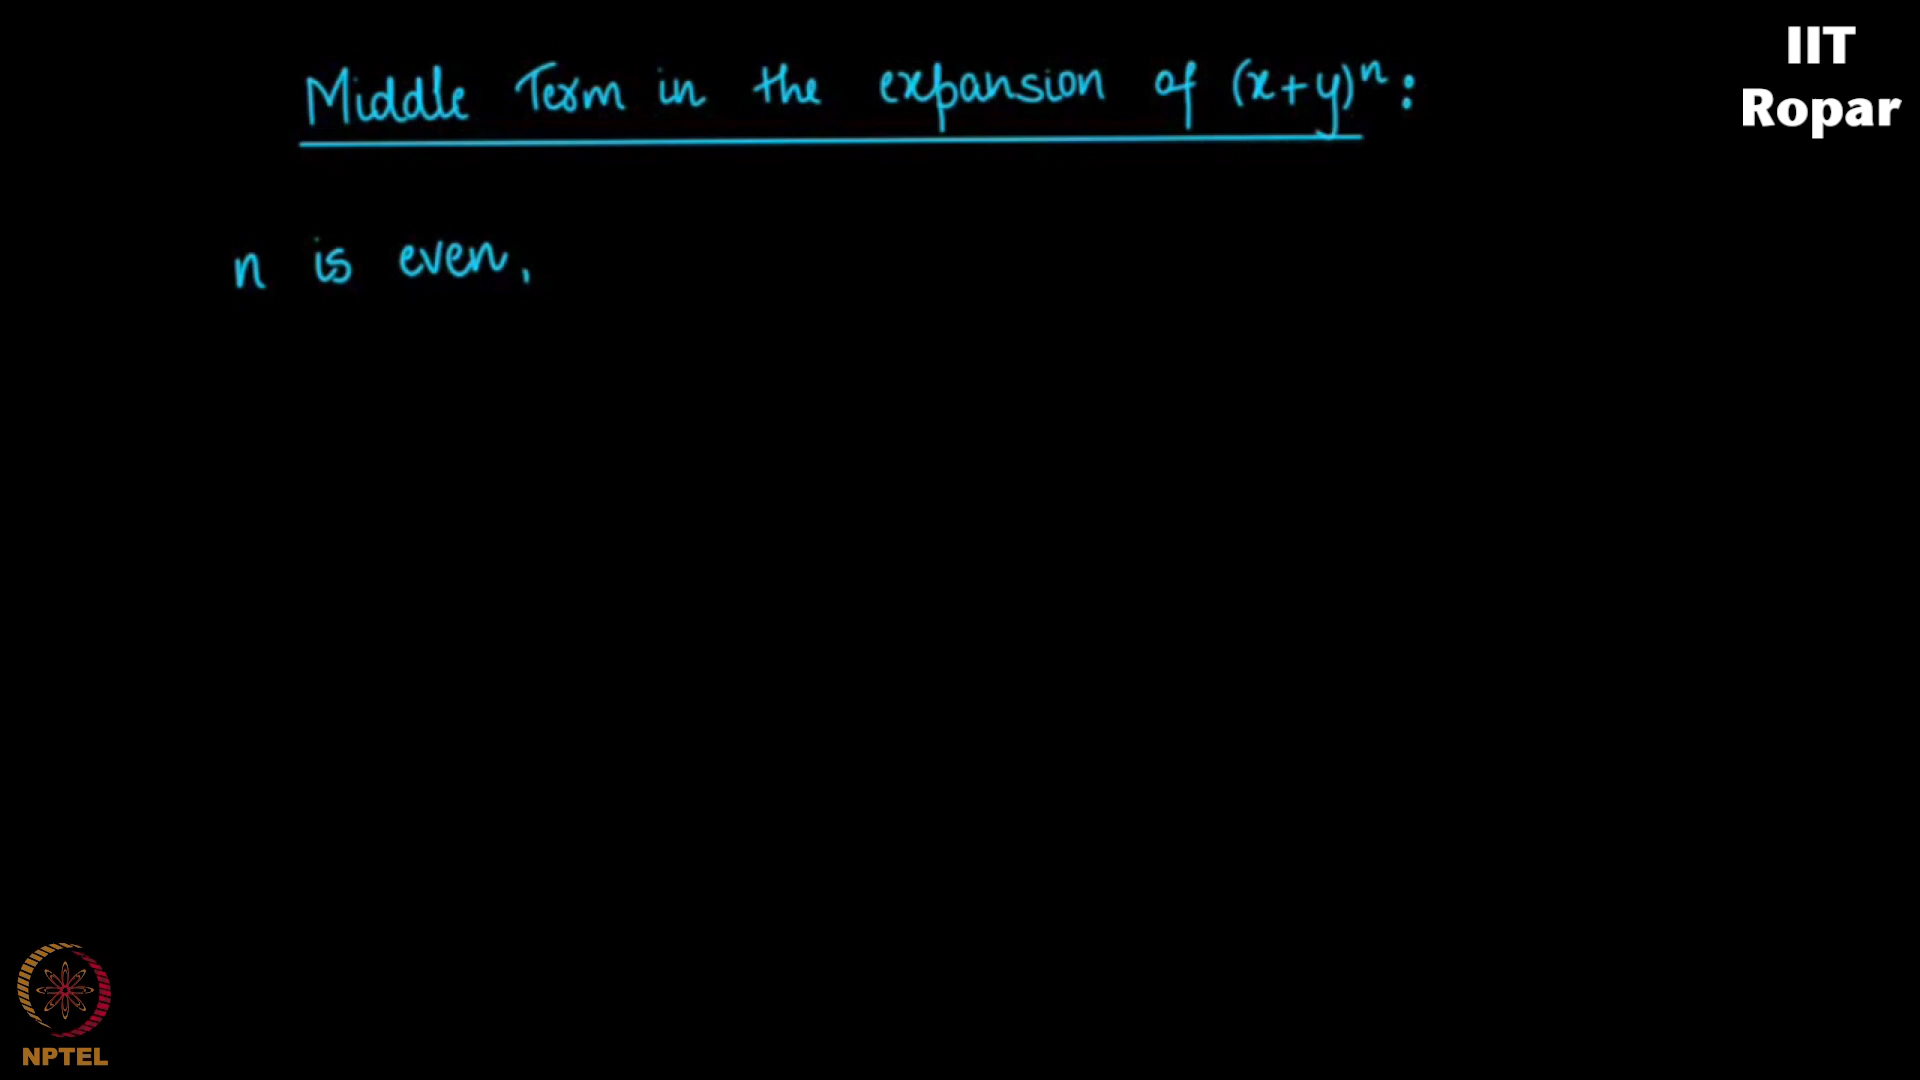 Middle Term in the expansion of (x+y)ⁿ:
IIT
Ropar
n is even,
NPTEL